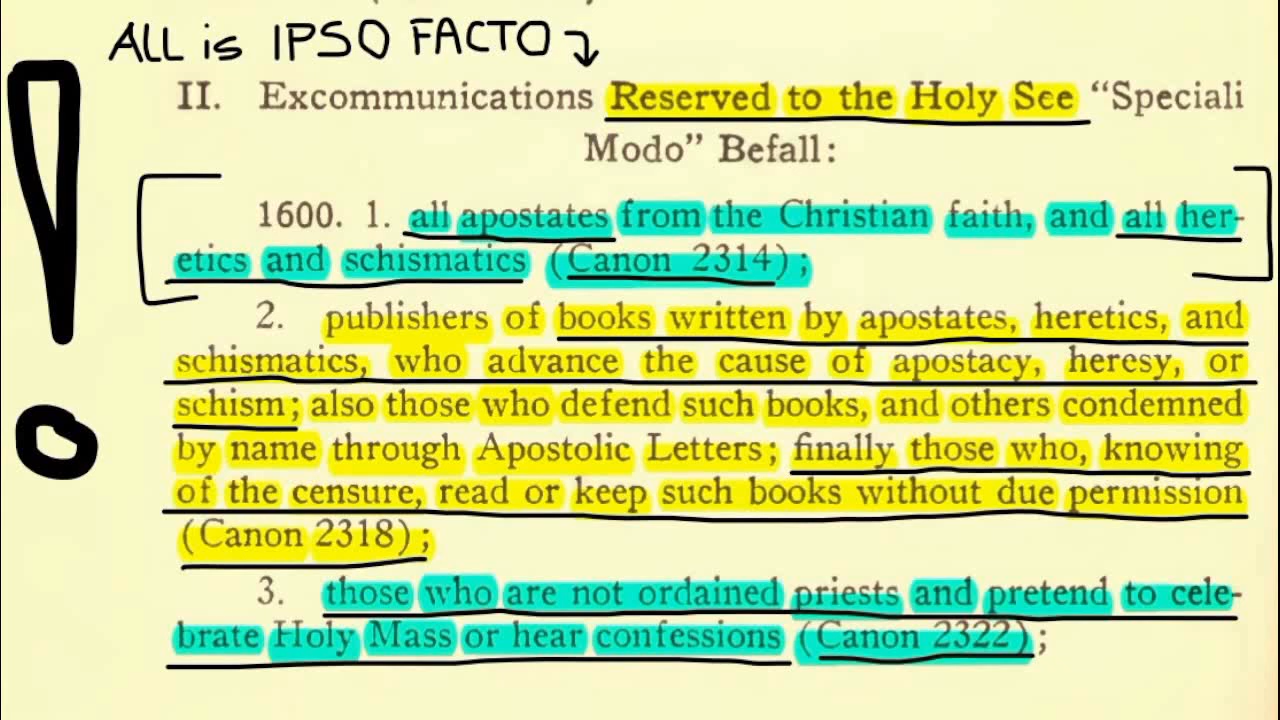 ALL is IPSO FACTO
II. Excommunications Reserved to the Holy See “Speciali
Modo” Befall:
1600. 1. all apostates from the Christian faith, and all her-
etics and schismatics (Canon 2314);
2. publishers of books written by apostates, heretics, and
schismatics, who advance the cause of apostacy, heresy, or
schism; also those who defend such books, and others condemned
by name through Apostolic Letters; finally those who, knowing
of the censure, read or keep such books without due permission
(Canon 2318);
3. those who are not ordained priests and pretend to cele-
brate Holy Mass or hear confessions (Canon 2322);